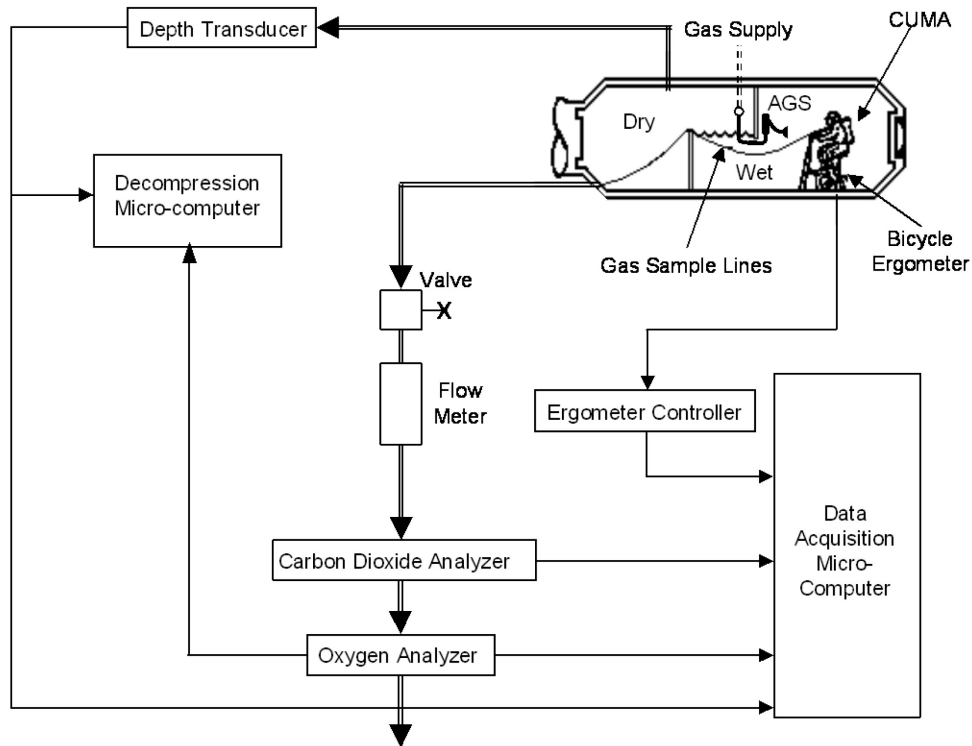 Depth Transducer
Gas Supply
CUMA
AGS
Dry
Wet
Decompression
Micro-computer
Gas Sample Lines
Bicycle
Ergometer
Valve
X
Flow
Meter
Ergometer Controller
Data
Acquisition
Micro-
Computer
Carbon Dioxide Analyzer
Oxygen Analyzer